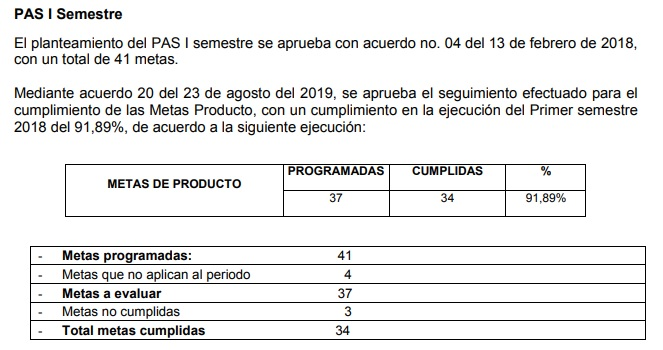 PAS I Semestre
El planteamiento del PAS I semestre se aprueba con acuerdo no. 04 del 13 de febrero de 2018,
con un total de 41 metas.
Mediante acuerdo 20 del 23 de agosto del 2019, se aprueba el seguimiento efectuado para el
cumplimiento de las Metas Producto, con un cumplimiento en la ejecución del Primer semestre
2018 del 91,89%, de acuerdo a la siguiente ejecución:
METAS DE PRODUCTO PROGRAMADAS CUMPLIDAS %
37 34 91,89%
- Metas programadas: 41
- Metas que no aplican al periodo 4
- Metas a evaluar 37
- Metas no cumplidas 3
- Total metas cumplidas 34